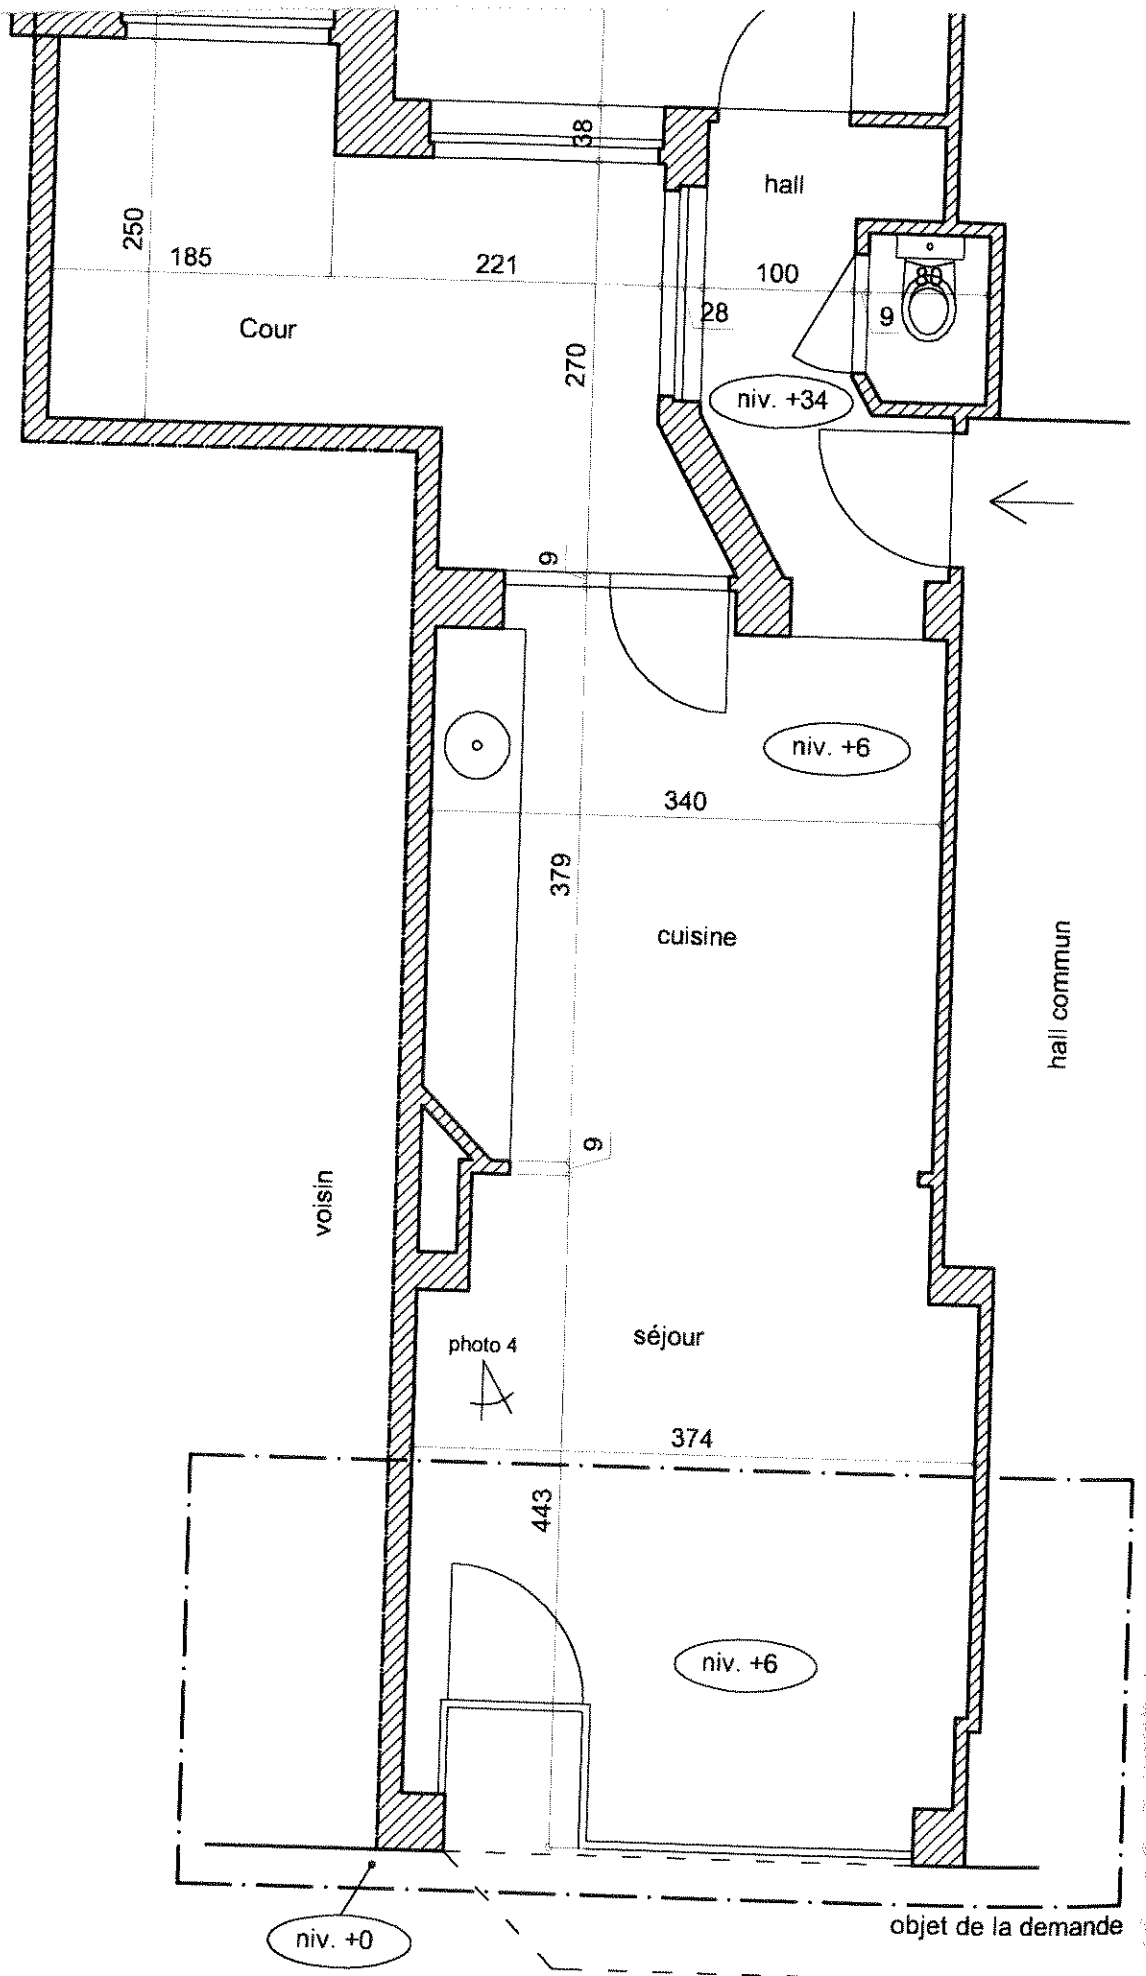 38
hall
250
185
221
100
80
28
9
Cour
270
niv. +34
9
niv. +6
340
379
cuisine
hall commun
9
voisin
séjour
photo 4
374
443
niv. +6
objet de la demande
niv. +0